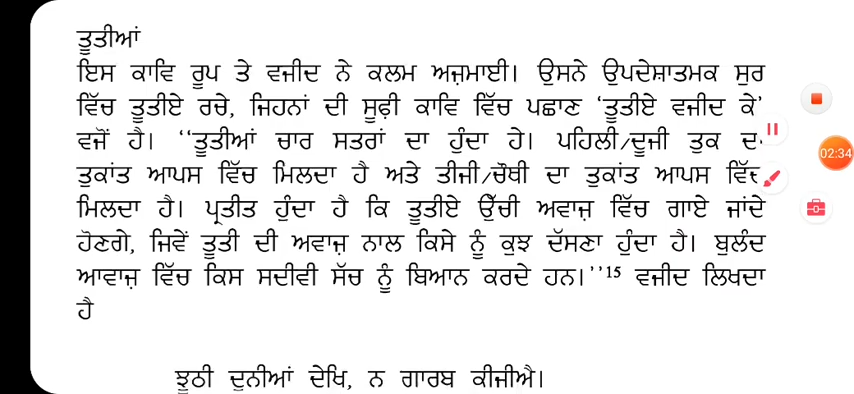 ਤੂਤੀਆਂ
ਇਸ ਕਾਵਿ ਰੂਪ ਤੇ ਵਜੀਦ ਨੇ ਕਲਮ ਅਜ਼ਮਾਈ। ਉਸਨੇ ਉਪਦੇਸ਼ਾਤਮਕ ਸੁਰ
ਵਿੱਚ ਤੂਤੀਏ ਰਚੇ, ਜਿਹਨਾਂ ਦੀ ਸੂਫ਼ੀ ਕਾਵਿ ਵਿੱਚ ਪਛਾਣ ‘ਤੂਤੀਏ ਵਜੀਦ ਕੇ’
ਵਜੋਂ ਹੈ। ‘‘ਤੂਤੀਆਂ ਚਾਰ ਸਤਰਾਂ ਦਾ ਹੁੰਦਾ ਹੇ। ਪਹਿਲੀ/ਦੂਜੀ ਤੁਕ
ਤੁਕਾਂਤ ਆਪਸ ਵਿੱਚ ਮਿਲਦਾ ਹੈ ਅਤੇ ਤੀਜੀ/ਚੌਥੀ ਦਾ ਤੁਕਾਂਤ ਆਪਸ ਵਿੱਚ
ਮਿਲਦਾ ਹੈ। ਪ੍ਰਤੀਤ ਹੁੰਦਾ ਹੈ ਕਿ ਤੂਤੀਏ ਉੱਚੀ ਅਵਾਜ਼ ਵਿੱਚ ਗਾਏ ਜਾਂਦੇ
ਹੋਣਗੇ, ਜਿਵੇਂ ਤੂਤੀ ਦੀ ਅਵਾਜ਼ ਨਾਲ ਕਿਸੇ ਨੂੰ ਕੁਝ ਦੱਸਣਾ ਹੁੰਦਾ ਹੈ। ਬੁਲੰਦ
ਆਵਾਜ਼ ਵਿੱਚ ਕਿਸ ਸਦੀਵੀ ਸੱਚ ਨੂੰ ਬਿਆਨ ਕਰਦੇ ਹਨ।’’15 ਵਜੀਦ ਲਿਖਦਾ
ਹੈ
ਝੂਠੀ ਦੁਨੀਆਂ ਦੇਖਿ, ਨ ਗਾਰਬ ਕੀਜੀਐ।
02:34